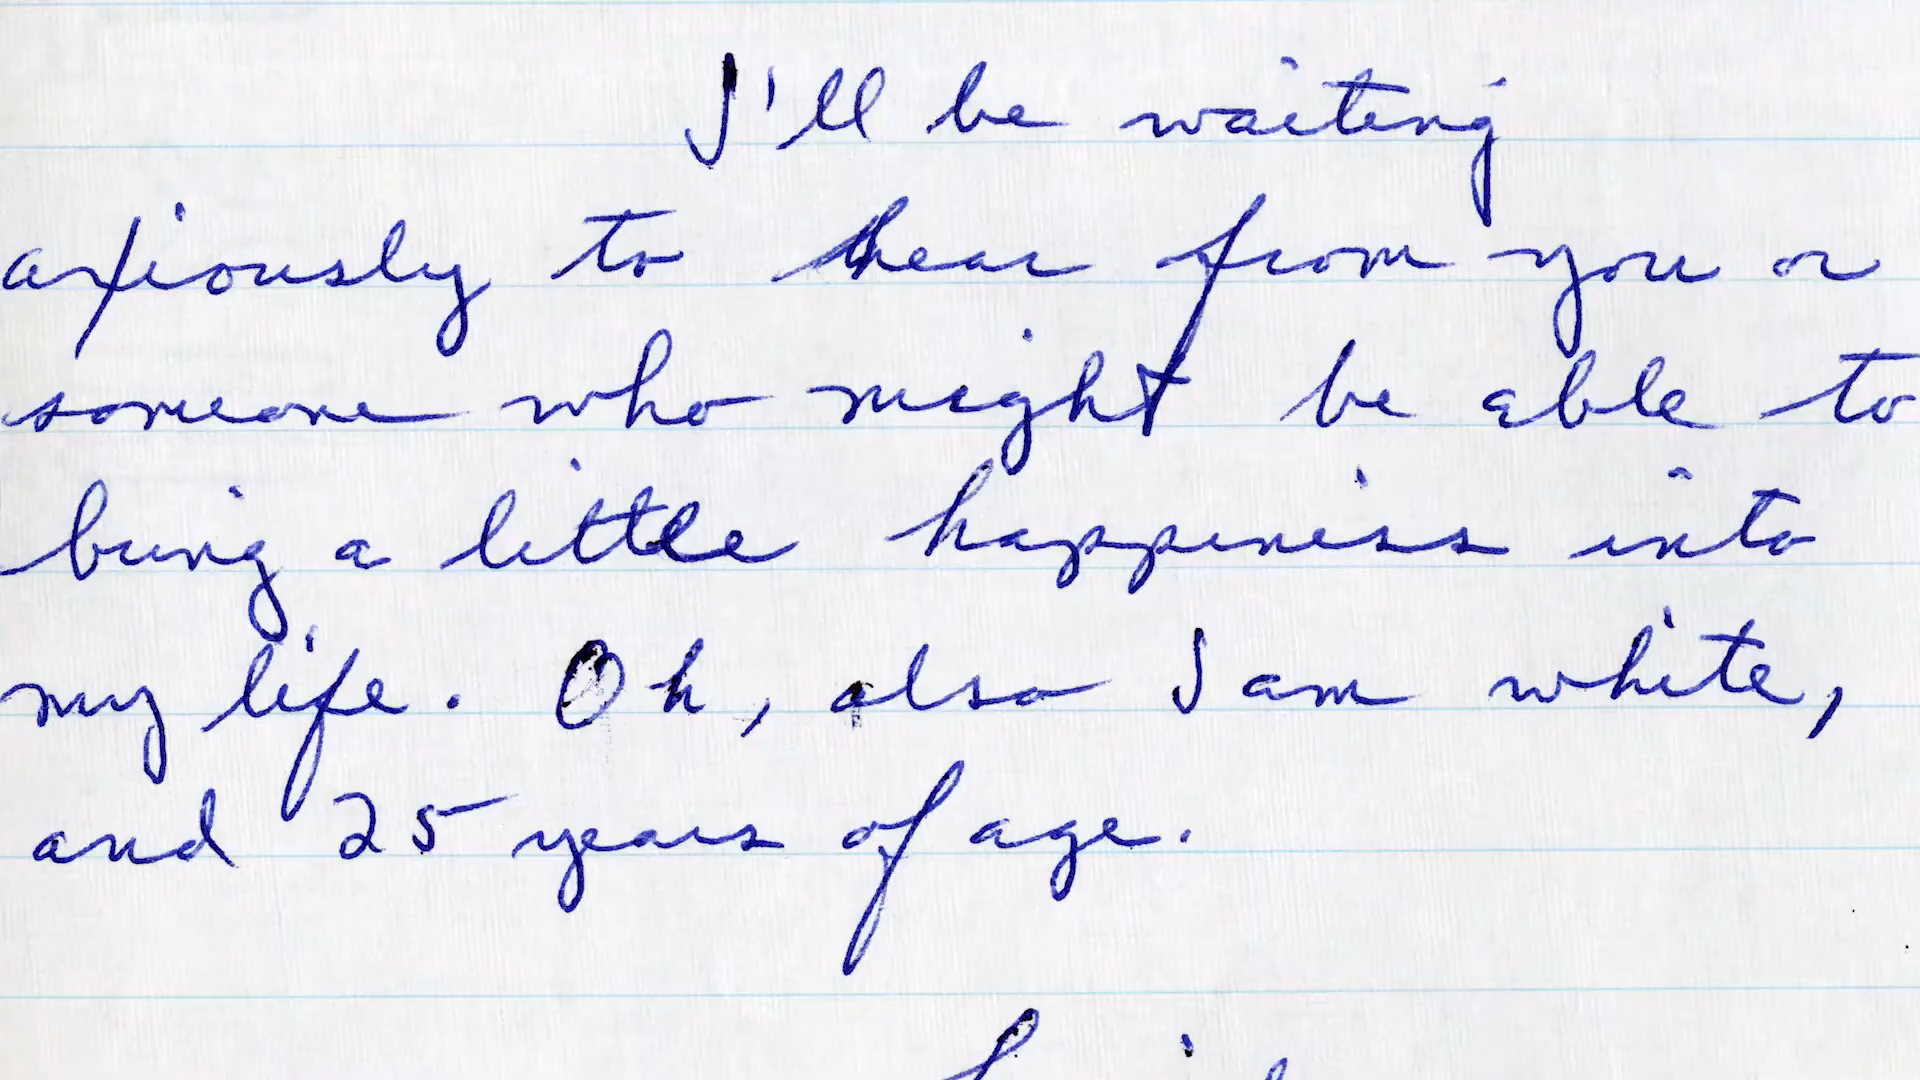 I'll be waiting
axiously to hear from you or
someone who might be able to
bring a little happiness into
my life. Oh, also I am white,
and 25 years of age.